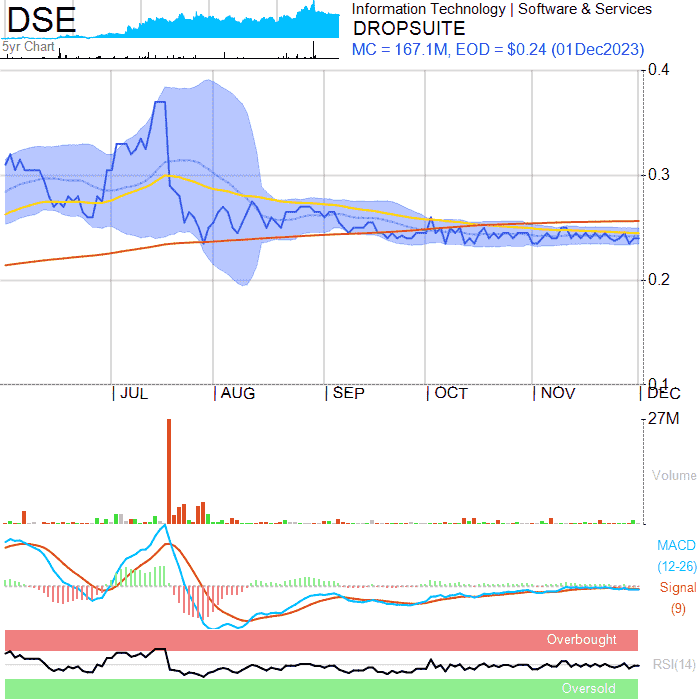 DSE
Information Technology | Software & Services
DROPSUITE
5yr Chart
MC = 167.1M, EOD = $0.24 (01Dec2023)
0.4
0.3
0.2
0.1
JUL AUG SEP OCT NOV DEC
27M
Volume
MACD
(12-26)
Signal
(9)
Overbought
RSI(14)
Oversold